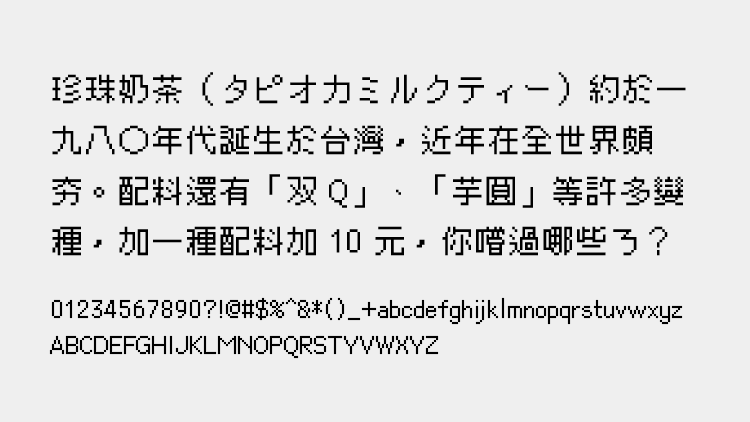 珍珠奶茶（タピオカミルクティー）約於一
九八〇年代誕生於台灣，近年在全世界頗
夯。配料還有「双Q」、「芋圓」等許多變
種，加一種配料加 10 元，你嚐過哪些ㄋ？
01234567890?!@#$%^&*()_+abcdefghijklmnopqrstuvwxyz
ABCDEFGHIJKLMNOPQRSTYVWXYZ